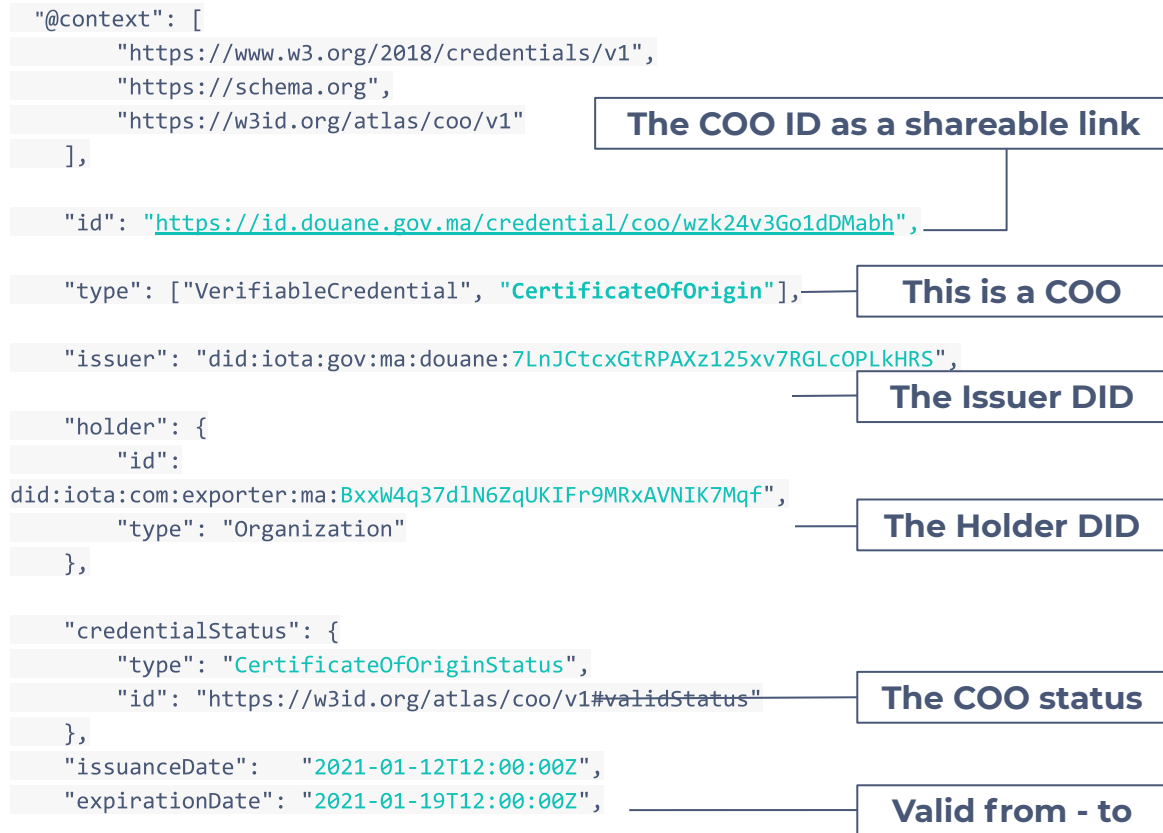 "@context": [
"https://www.w3.org/2018/credentials/v1",
"https://schema.org",
"https://w3id.org/atlas/coo/v1"
The COO ID as a shareable link
],
"id": "https://id.douane.gov.ma/credential/coo/wzk24v3Go1dDMabh",
"type": ["VerifiableCredential", "CertificateOfOrigin"],
This is a COO
"issuer": "did:iota:gov:ma:douane:7LnJCtcxGtRPAXz125xv7RGLcOPLkHRS",
The Issuer DID
"holder": {
"id":
did:iota:com:exporter:ma:BxxW4q37dlN6ZqUKIFr9MRxAVNIK7Mqf",
"type": "Organization"
The Holder DID
},
"credentialStatus": {
"type": "CertificateOfOriginStatus",
"id": "https://w3id.org/atlas/coo/v1#validStatus"
The COO status
},
"issuanceDate": "2021-01-12T12:00:00Z",
"expirationDate": "2021-01-19T12:00:00Z",
Valid from - to